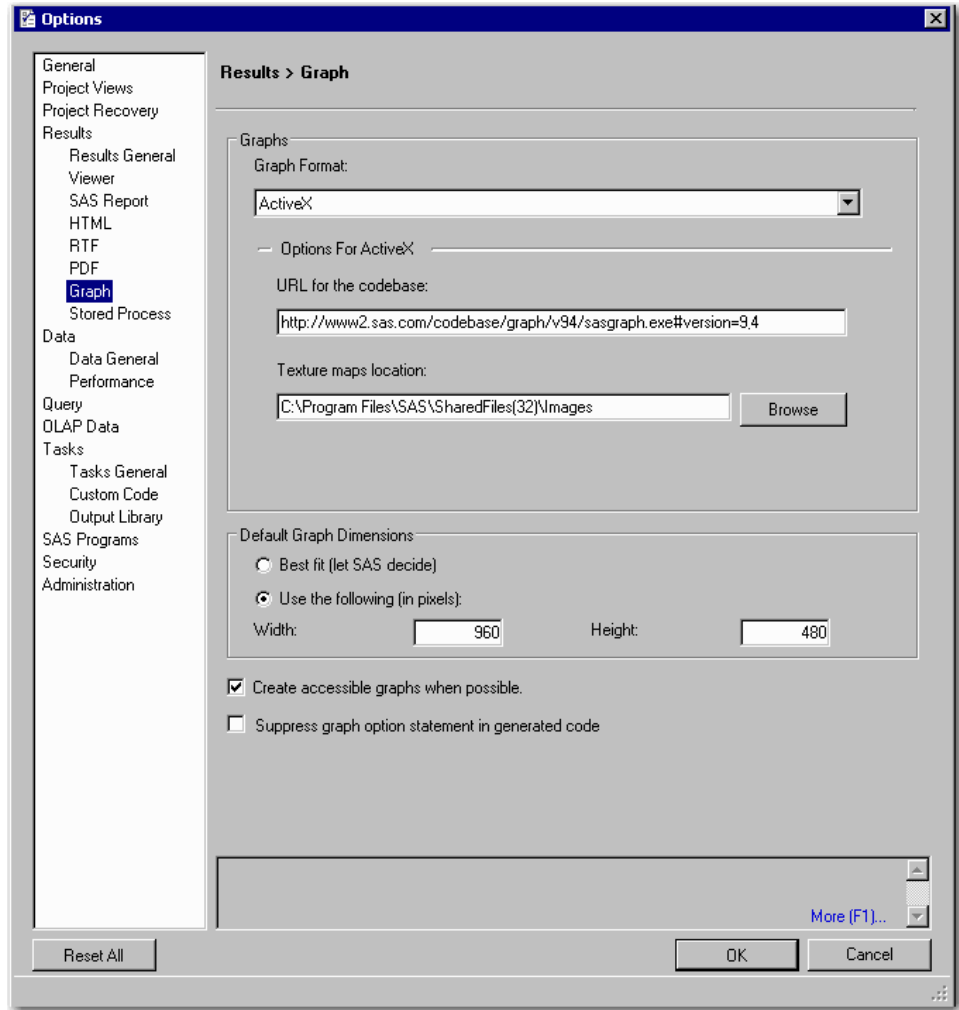 Options
General
Project Views
Project Recovery
Results
Results General
Viewer
SAS Report
HTML
RTF
PDF
Graph
Stored Process
Data
Data General
Performance
Query
OLAP Data
Tasks
Tasks General
Custom Code
Output Library
SAS Programs
Security
Administration
Results > Graph
Graphs
Graph Format:
ActiveX
Options For ActiveX
URL for the codebase:
http://www2.sas.com/codebase/graph/v94/sasgraph.exe#version=9,4
Texture maps location:
C:\Program Files\SAS\SharedFiles(32)\Images
Browse
Default Graph Dimensions
Best fit (let SAS decide)
Use the following (in pixels):
Width: 960 Height: 480
Create accessible graphs when possible.
Suppress graph option statement in generated code
More (F1)...
Reset All OK Cancel